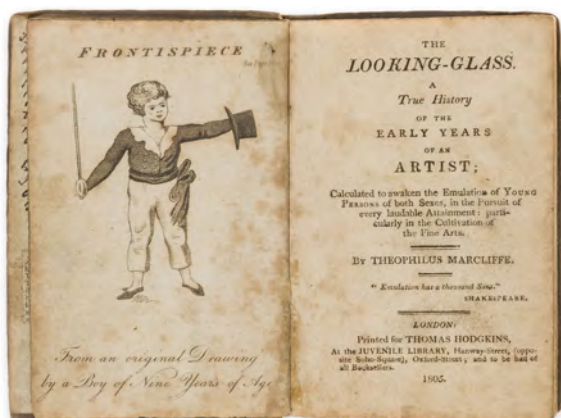 FRONTISPIECE
From an original Drawing
by a Boy of Nine Years of Age
THE
LOOKING-GLASS.
A
True History
OF THE
EARLY YEARS
OF AN
ARTIST;
Calculated to awaken the Emulation of YOUNG
PERSONS of both Sexes, in the Pursuit of
every laudable Attainment: parti-
cularly in the Cultivation of
the Fine Arts.
BY THEOPHILUS MARCLIFFE.
"Emulation has a thousand Sons."
SHAKESPEARE.
LONDON:
Printed for THOMAS HODGKINS,
At the JUVENILE LIBRARY, Hanway-Street, (oppo-
site Soho-Square), Oxford-Street; and to be had of
all Booksellers.
1805.